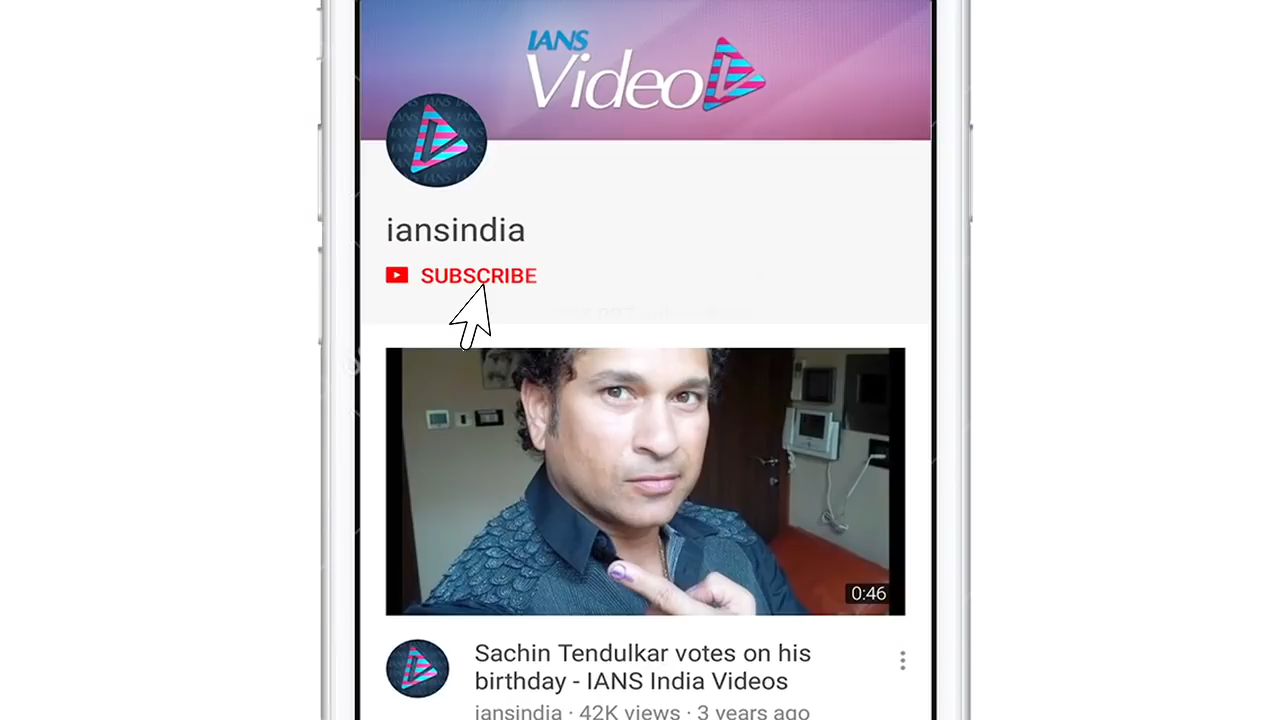 IANS
Video
iansindia
SUBSCRIBE
0:46
Sachin Tendulkar votes on his
birthday - IANS India Videos
iansindia · 42K views · 3 years ago